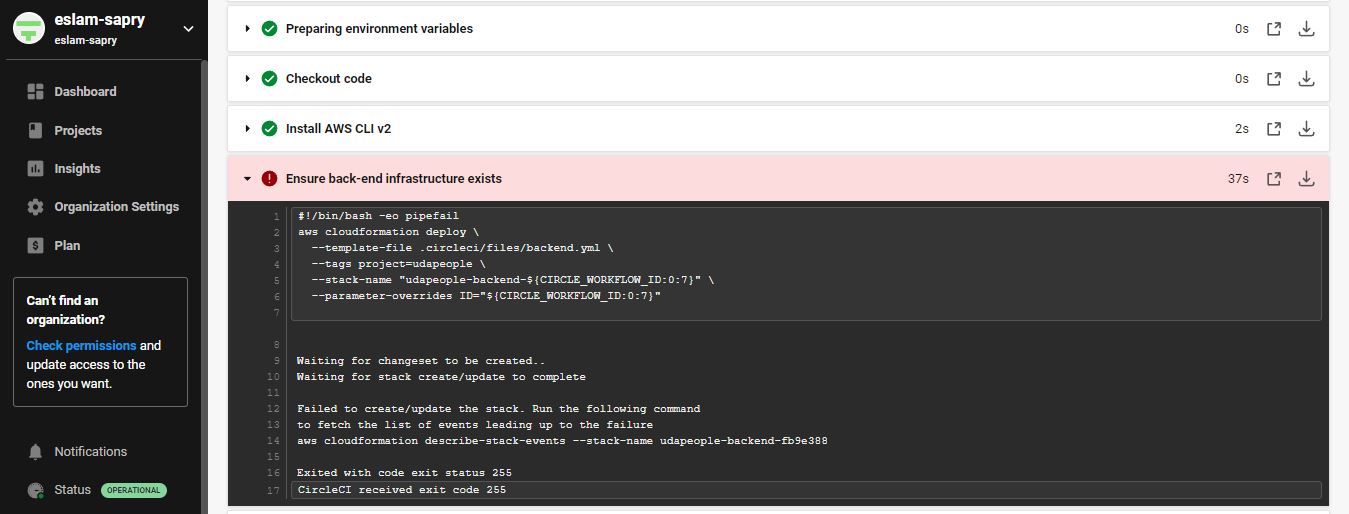 eslam-sapry
eslam-sapry
Dashboard
Projects
Insights
Organization Settings
Plan
Can't find an
organization?
Check permissions and
update access to the
ones you want.
Notifications
Status OPERATIONAL
Preparing environment variables 0s
Checkout code 0s
Install AWS CLI v2 2s
Ensure back-end infrastructure exists 37s
1 #!/bin/bash -eo pipefail
2 aws cloudformation deploy \
3 --template-file .circleci/files/backend.yml \
4 --tags project=udapeople \
5 --stack-name "udapeople-backend-${CIRCLE_WORKFLOW_ID:0:7}" \
6 --parameter-overrides ID="${CIRCLE_WORKFLOW_ID:0:7}"
7
8
9 Waiting for changeset to be created..
10 Waiting for stack create/update to complete
11
12 Failed to create/update the stack. Run the following command
13 to fetch the list of events leading up to the failure
14 aws cloudformation describe-stack-events --stack-name udapeople-backend-fb9e388
15
16 Exited with code exit status 255
17 CircleCI received exit code 255